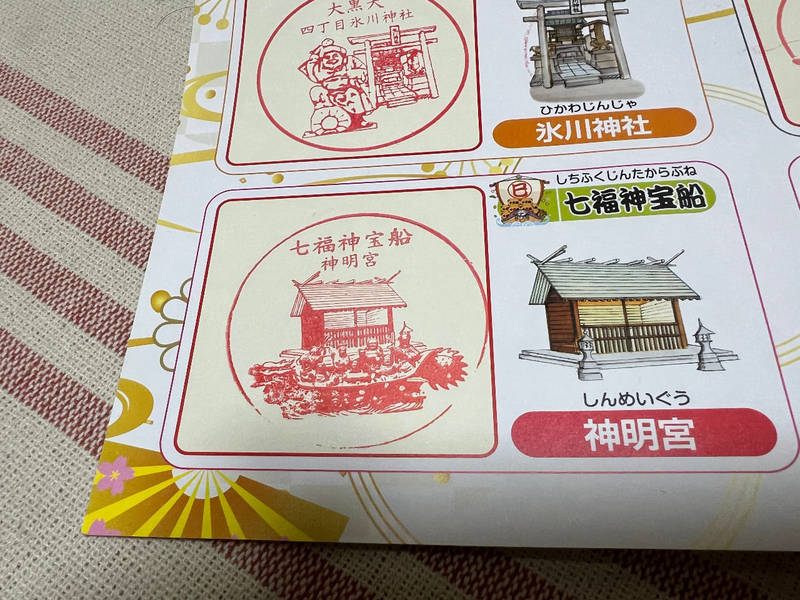 大黒天
四丁目氷川神社
ひかわじんじゃ
氷川神社
七福神宝船
神明宮
しちふくじんたからぶね
七福神宝船
しんめいぐう
神明宮